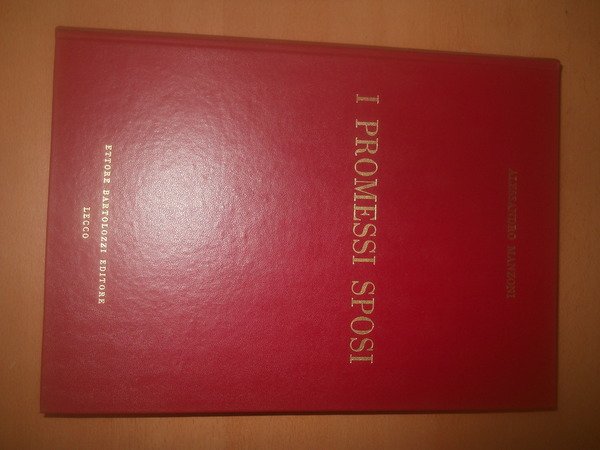 ALESSANDRO MANZONI
I PROMESSI SPOSI
ETTORE BARTOLOZZI EDITORE
LECCO